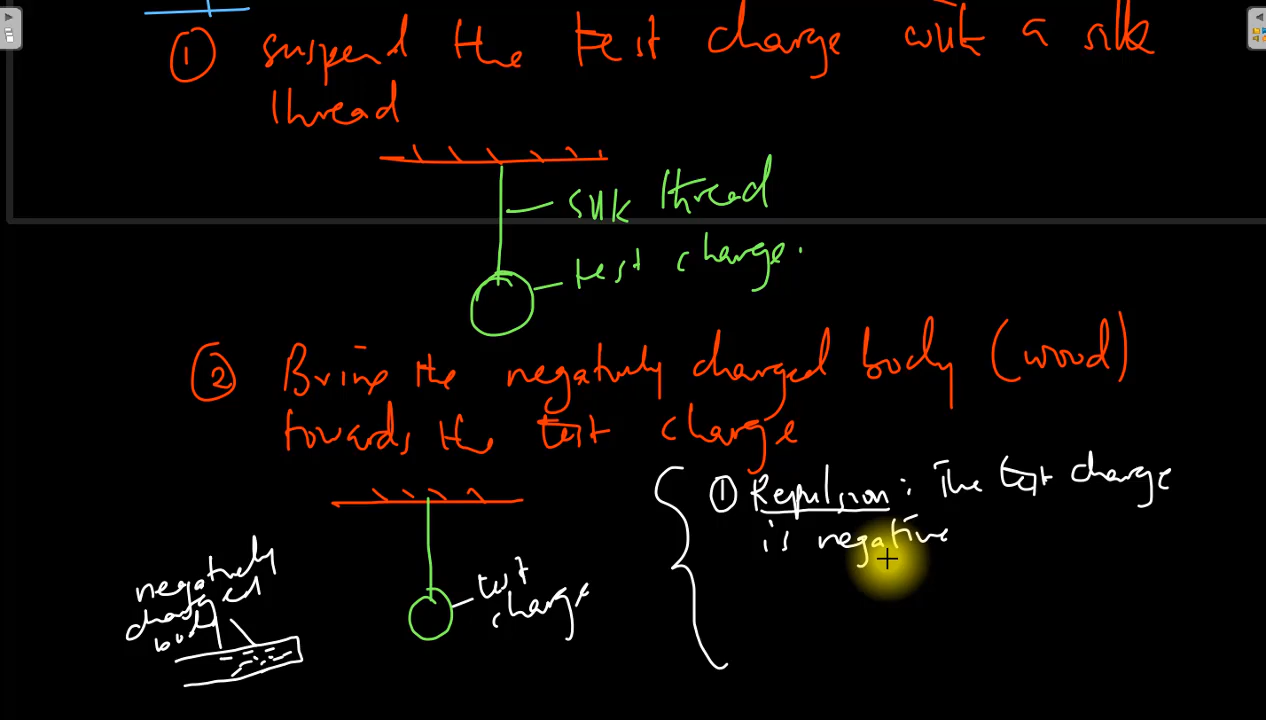 ① suspend the test charge with a silk
thread
silk thread
test charge.
② Bring the negatively charged body (wood)
towards the test charge
① Repulsion : The test charge
is negative
negatively
charged
body
test
charge